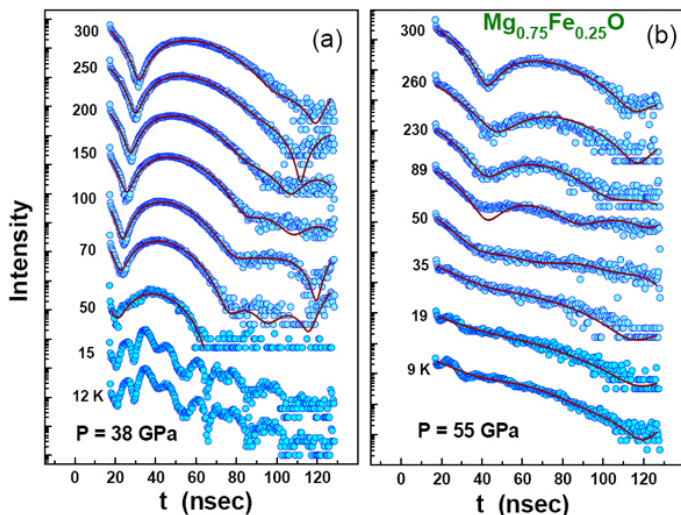 (a)
300
250
200
150
100
70
50
15
12 K
P = 38 GPa
0 20 40 60 80 100 120
t (nsec)
Intensity
Mg0.75Fe0.25O
(b)
300
260
230
89
50
35
19
9 K
P = 55 GPa
0 20 40 60 80 100 120
t (nsec)